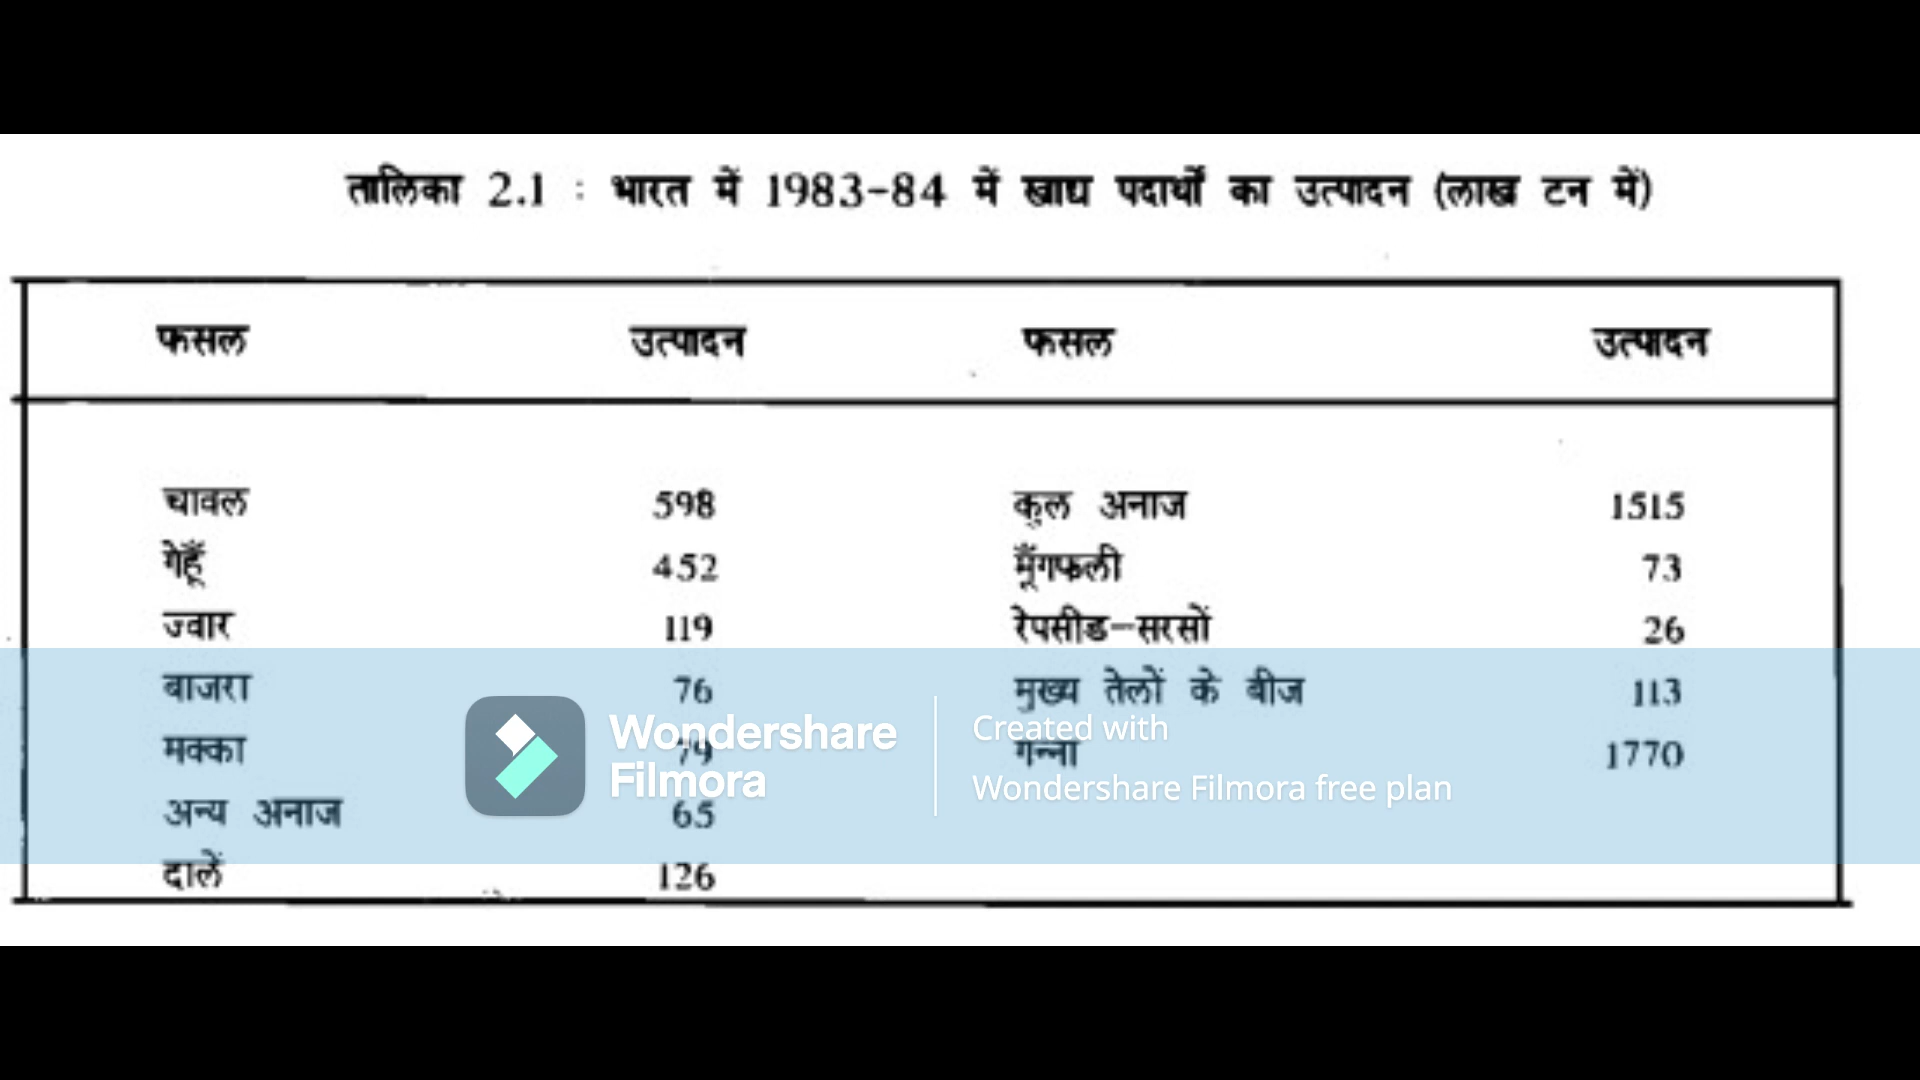 तालिका 2.1 : भारत में 1983-84 में खाद्य पदार्थों का उत्पादन (लाख टन में)
फसल उत्पादन फसल उत्पादन
चावल 598 कुल अनाज 1515
गेहूँ 452 मूँगफली 73
ज्वार 119 रेपसीड-सरसों 26
बाजरा 76 मुख्य तेलों के बीज 113
मक्का 79 गन्ना 1770
अन्य अनाज 65
दालें 126
Wondershare
Filmora
Created with
Wondershare Filmora free plan